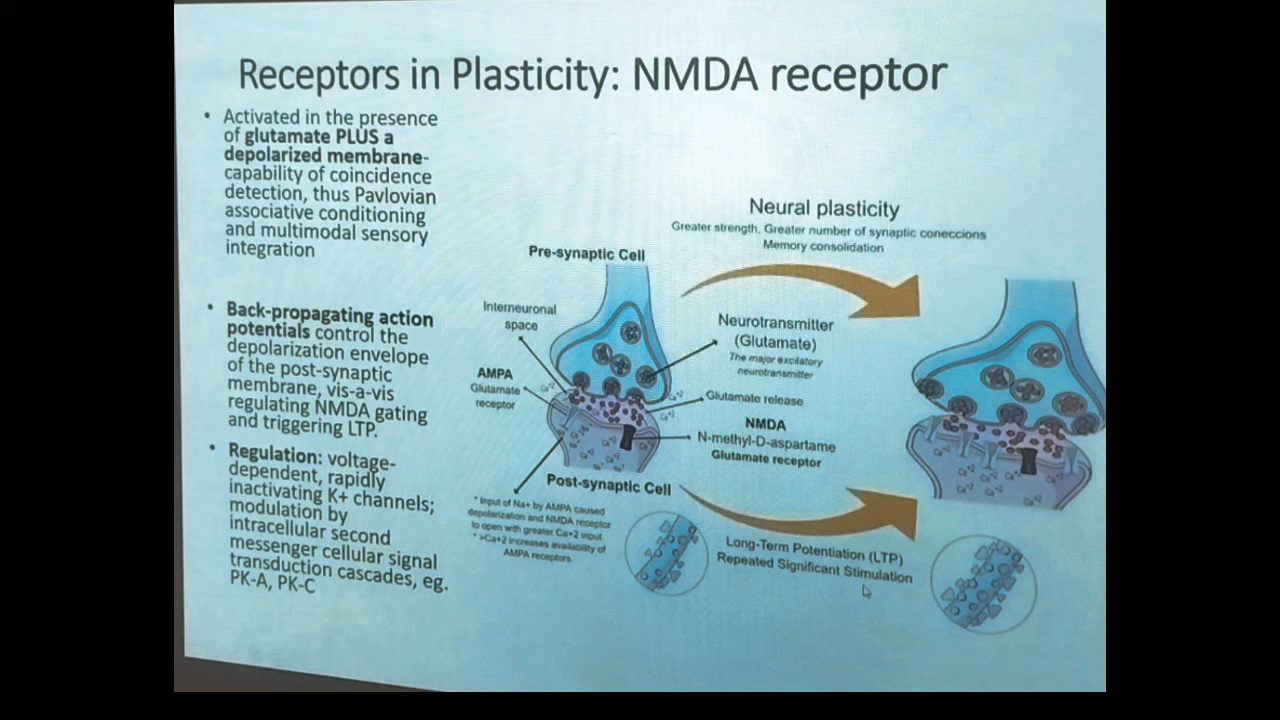 Receptors in Plasticity: NMDA receptor
• Activated in the presence
of glutamate PLUS a
depolarized membrane-
capability of coincidence
detection, thus Pavlovian
associative conditioning
and multimodal sensory
integration
• Back-propagating action
potentials control the
depolarization envelope
of the post-synaptic
membrane, vis-a-vis
regulating NMDA gating
and triggering LTP.
• Regulation: voltage-
dependent, rapidly
inactivating K+ channels;
modulation by
intracellular second
messenger cellular signal
transduction cascades, eg.
PK-A, PK-C
Neural plasticity
Greater strength, Greater number of synaptic coneccions
Memory consolidation
Pre-synaptic Cell
Interneuronal
space
AMPA
Glutamate
receptor
Neurotransmitter
(Glutamate)
The major excitatory
neurotransmitter
Glutamate release
NMDA
N-methyl-D-aspartame
Glutamate receptor
Post-synaptic Cell
* Input of Na+ by AMPA caused
depolarization and NMDA receptor
to open with greater Ca+2 input.
* >Ca+2 increases availability of
AMPA receptors.
Long-Term Potentiation (LTP)
Repeated Significant Stimulation